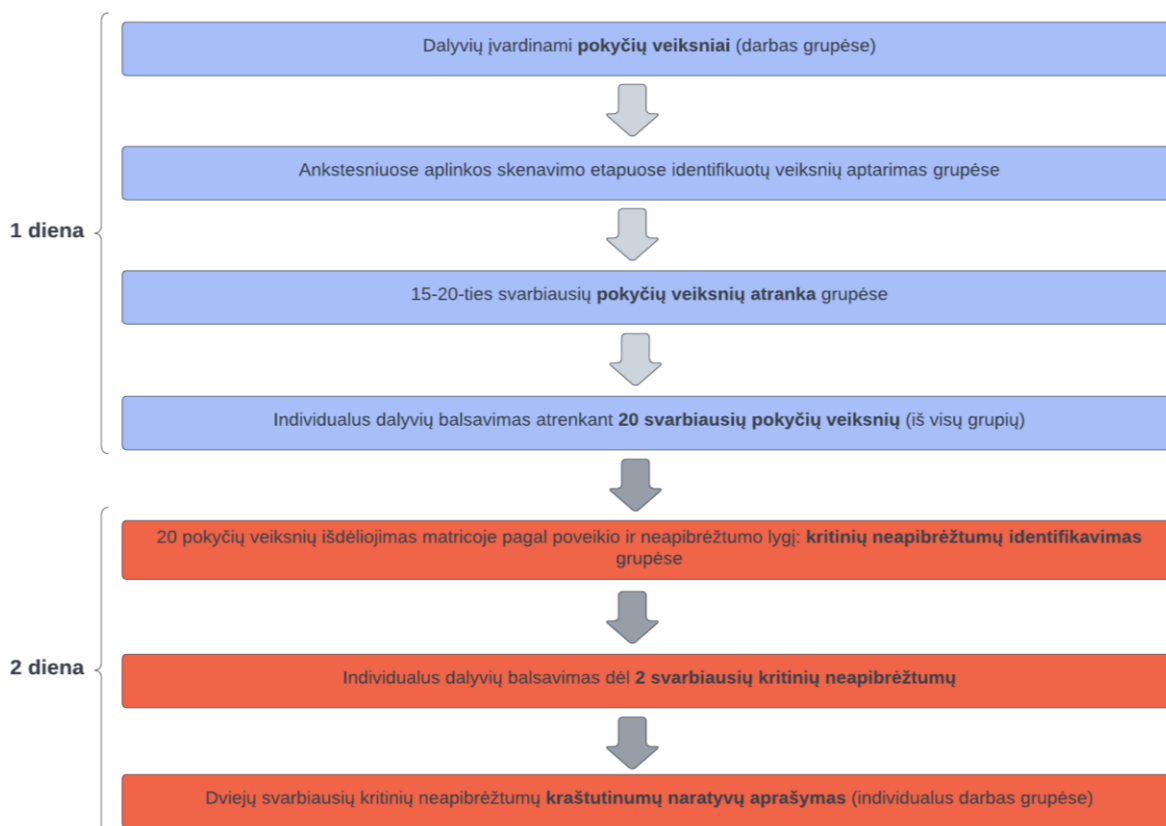 Dalyvių įvardinami pokyčių veiksniai (darbas grupėse)
Ankstesniuose aplinkos skenavimo etapuose identifikuotų veiksnių aptarimas grupėse
1 diena
15-20-ties svarbiausių pokyčių veiksnių atranka grupėse
Individualus dalyvių balsavimas atrenkant 20 svarbiausių pokyčių veiksnių (iš visų grupių)
20 pokyčių veiksnių išdėliojimas matricoje pagal poveikio ir neapibrėžtumo lygį: kritinių neapibrėžtumų identifikavimas
grupėse
2 diena
Individualus dalyvių balsavimas dėl 2 svarbiausių kritinių neapibrėžtumų
Dviejų svarbiausių kritinių neapibrėžtumų kraštutinumų naratyvų aprašymas (individualus darbas grupėse)